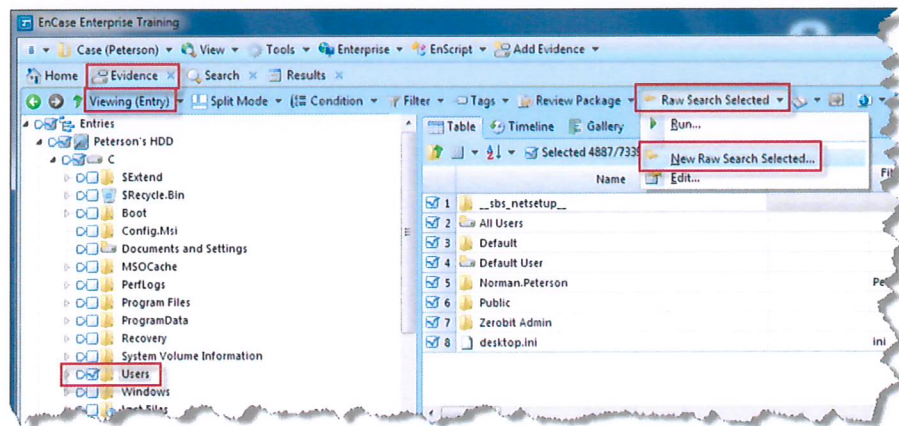 EnCase Enterprise Training
Case (Peterson) View Tools Enterprise EnScript Add Evidence
Home Evidence Search Results
Viewing (Entry) Split Mode Condition Filter Tags Review Package Raw Search Selected
Entries
Peterson's HDD
C
$Extend
$Recycle.Bin
Boot
Config.Msi
Documents and Settings
MSOCache
PerfLogs
Program Files
ProgramData
Recovery
System Volume Information
Users
Windows
Table Timeline Gallery
Selected 4887/7339
Run...
New Raw Search Selected...
Edit...
Name
1 __sbs_netsetup__
2 All Users
3 Default
4 Default User
5 Norman.Peterson
6 Public
7 Zerobit Admin
8 desktop.ini ini